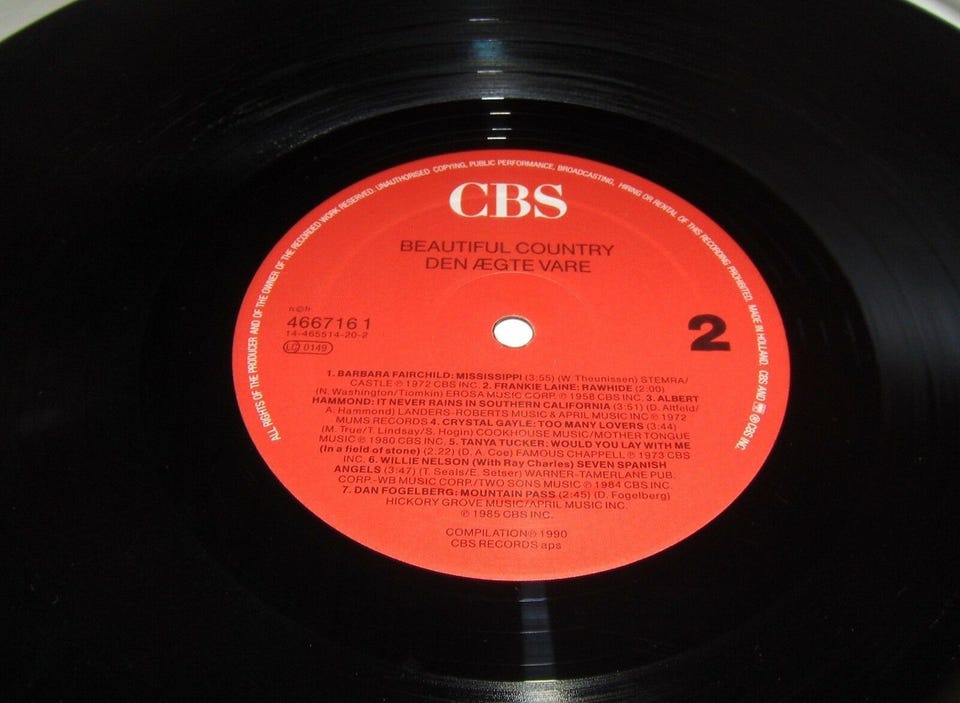 ALL RIGHTS OF THE PRODUCER AND OF THE OWNER OF THE RECORDED WORK RESERVED. UNAUTHORISED COPYING, PUBLIC PERFORMANCE, BROADCASTING, HIRING OR RENTAL OF THIS RECORDING PROHIBITED. MADE IN HOLLAND. CBS AND ℗ © CBS INC.
CBS
BEAUTIFUL COUNTRY
DEN ÆGTE VARE
4667161
14-465514-20-2
LC 0149
2
1. BARBARA FAIRCHILD: MISSISSIPPI (3:55) (W Theunissen) STEMRA/
CASTLE ℗ 1972 CBS INC. 2. FRANKIE LAINE: RAWHIDE (2:00)
(N. Washington/Tiomkin) EROSA MUSIC CORP. ℗ 1958 CBS INC. 3. ALBERT
HAMMOND: IT NEVER RAINS IN SOUTHERN CALIFORNIA (3:51) (D. Attfeld/
A. Hammond) LANDERS-ROBERTS MUSIC & APRIL MUSIC INC ℗ 1972
MUMS RECORDS 4. CRYSTAL GAYLE: TOO MANY LOVERS (3:44)
(M. True/T. Lindsay/S. Hogin) COOKHOUSE MUSIC/MOTHER TONGUE
MUSIC ℗ 1980 CBS INC. 5. TANYA TUCKER: WOULD YOU LAY WITH ME
(In a field of stone) (2.22) (D. A. Coe) FAMOUS CHAPPELL ℗ 1973 CBS
INC. 6. WILLIE NELSON (With Ray Charles) SEVEN SPANISH
ANGELS (3:47) (T. Seals/E. Setser) WARNER-TAMERLANE PUB.
CORP.-WB MUSIC CORP./TWO SONS MUSIC ℗ 1984 CBS INC.
7. DAN FOGELBERG: MOUNTAIN PASS (2:45) (D. Fogelberg)
HICKORY GROVE MUSIC/APRIL MUSIC INC.
℗ 1985 CBS INC.
COMPILATION ℗ 1990
CBS RECORDS aps